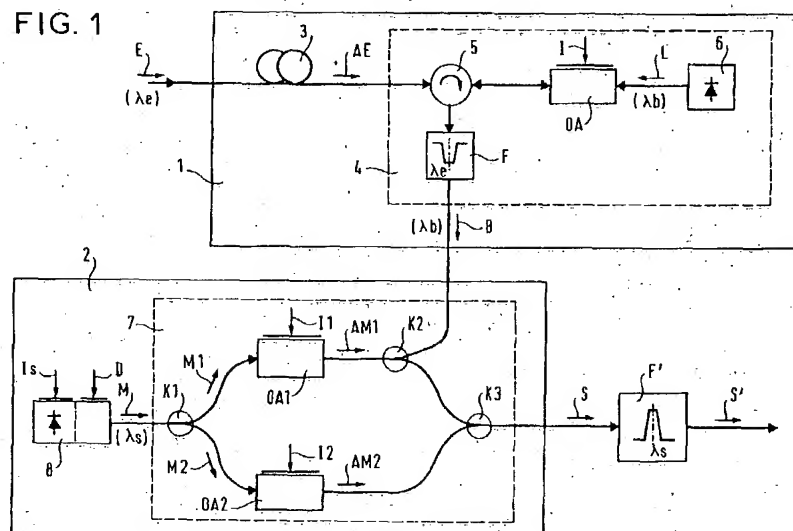 FIG. 1
E
(λe)
3
AE
5
I
L
6
(λb)
OA
F
λe
4
1
(λb)
B
2
7
I1
AM1
K2
M1
Is
D
M
K1
OA1
K3
S
F'
S'
(λs)
8
λs
M2
I2
AM2
OA2